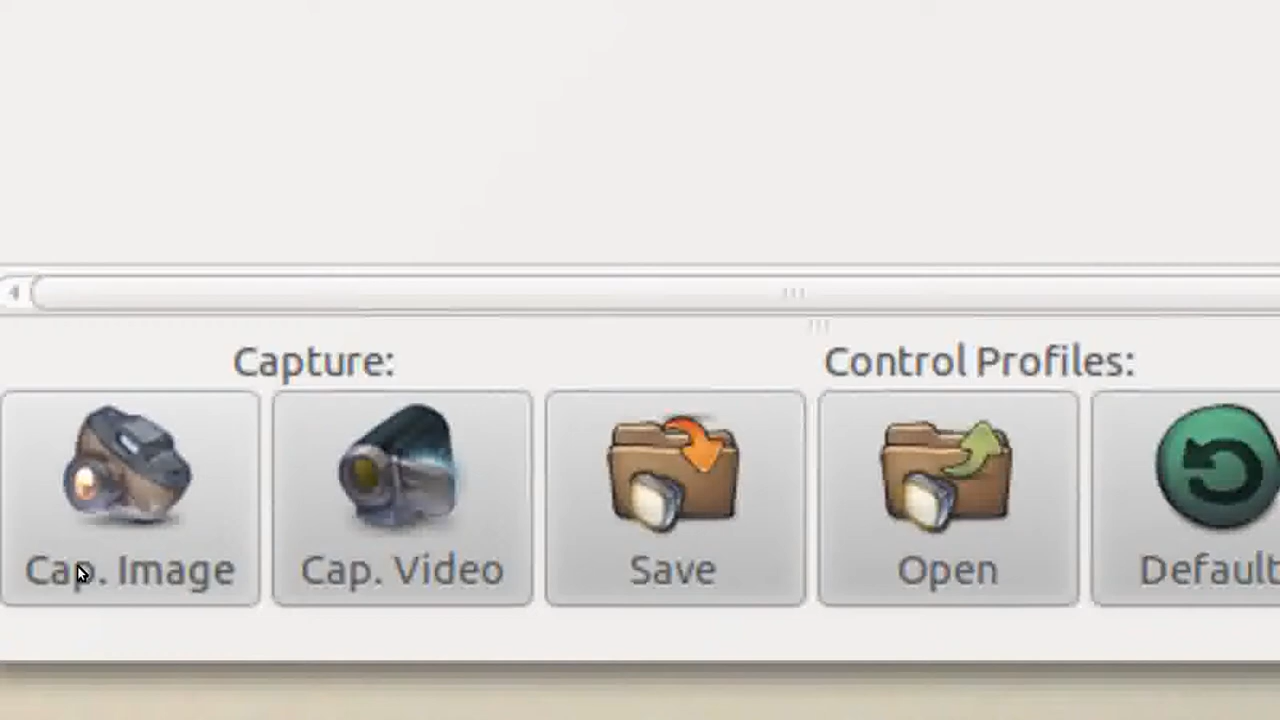 Capture:
Control Profiles:
Cap. Image
Cap. Video
Save
Open
Default